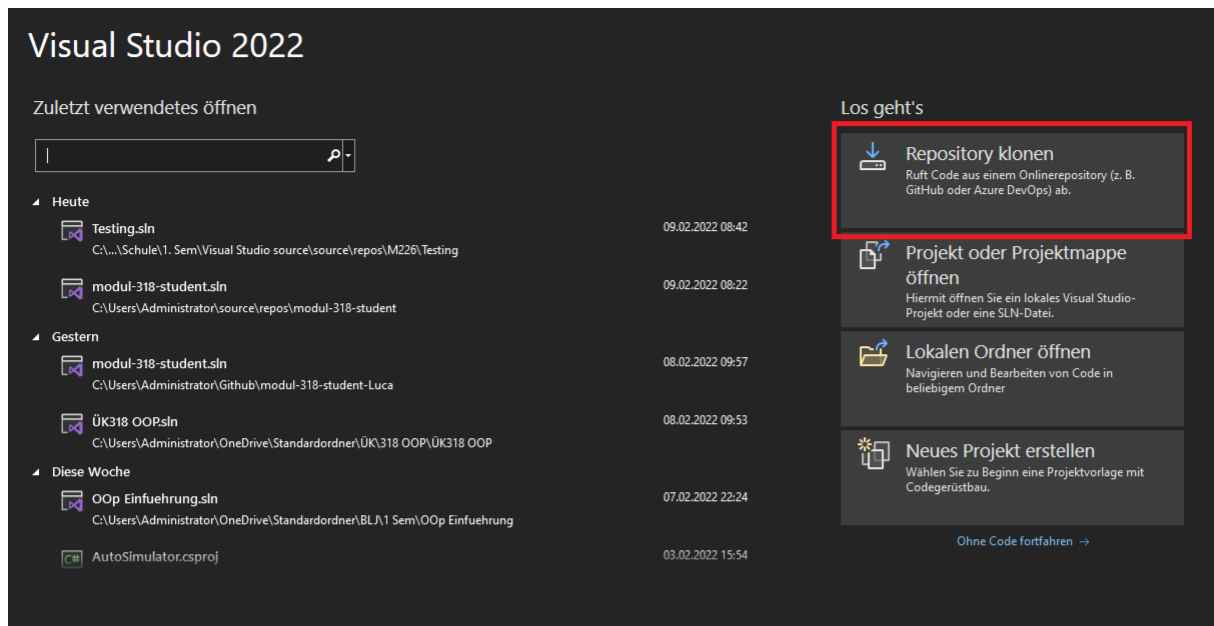 Visual Studio 2022
Zuletzt verwendetes öffnen
Heute
Testing.sln
09.02.2022 08:42
C:\...\Schule\1. Sem\Visual Studio source\source\repos\M226\Testing
modul-318-student.sln
09.02.2022 08:22
C:\Users\Administrator\source\repos\modul-318-student
Gestern
modul-318-student.sln
08.02.2022 09:57
C:\Users\Administrator\Github\modul-318-student-Luca
ÜK318 OOP.sln
08.02.2022 09:53
C:\Users\Administrator\OneDrive\Standardordner\ÜK\318 OOP\ÜK318 OOP
Diese Woche
OOp Einfuehrung.sln
07.02.2022 22:24
C:\Users\Administrator\OneDrive\Standardordner\BLJ\1 Sem\OOp Einfuehrung
C#
AutoSimulator.csproj
03.02.2022 15:54
Los geht's
Repository klonen
Ruft Code aus einem Onlinerepository (z. B.
GitHub oder Azure DevOps) ab.
Projekt oder Projektmappe
öffnen
Hiermit öffnen Sie ein lokales Visual Studio-
Projekt oder eine SLN-Datei.
Lokalen Ordner öffnen
Navigieren und Bearbeiten von Code in
beliebigem Ordner
Neues Projekt erstellen
Wählen Sie zu Beginn eine Projektvorlage mit
Codegerüstbau.
Ohne Code fortfahren →